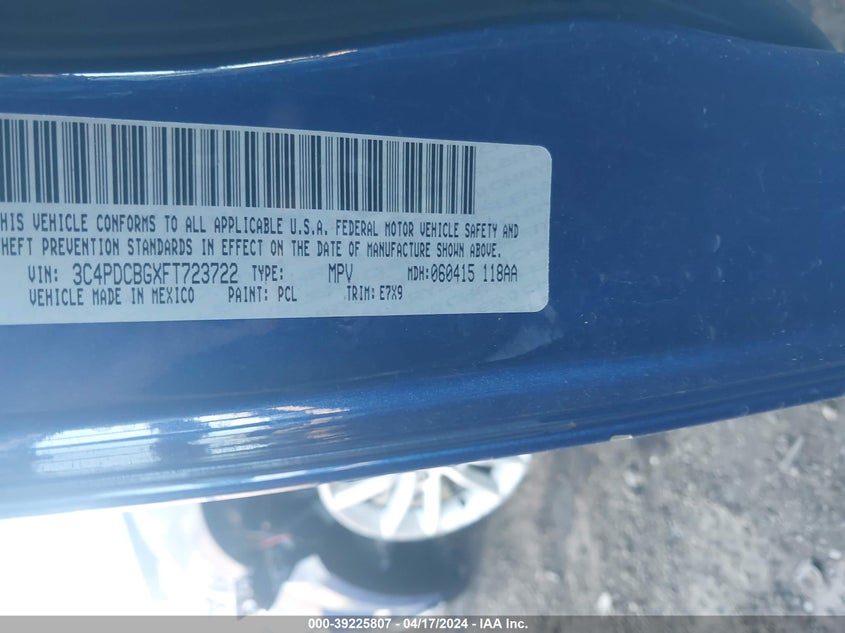 THIS VEHICLE CONFORMS TO ALL APPLICABLE U.S.A. FEDERAL MOTOR VEHICLE SAFETY AND
THEFT PREVENTION STANDARDS IN EFFECT ON THE DATE OF MANUFACTURE SHOWN ABOVE.
VIN: 3C4PDCBGXFT723722 TYPE: MPV MDH: 060415 118AA
VEHICLE MADE IN MEXICO PAINT: PCL TRIM: E7X9
000-39225807 - 04/17/2024 - IAA Inc.